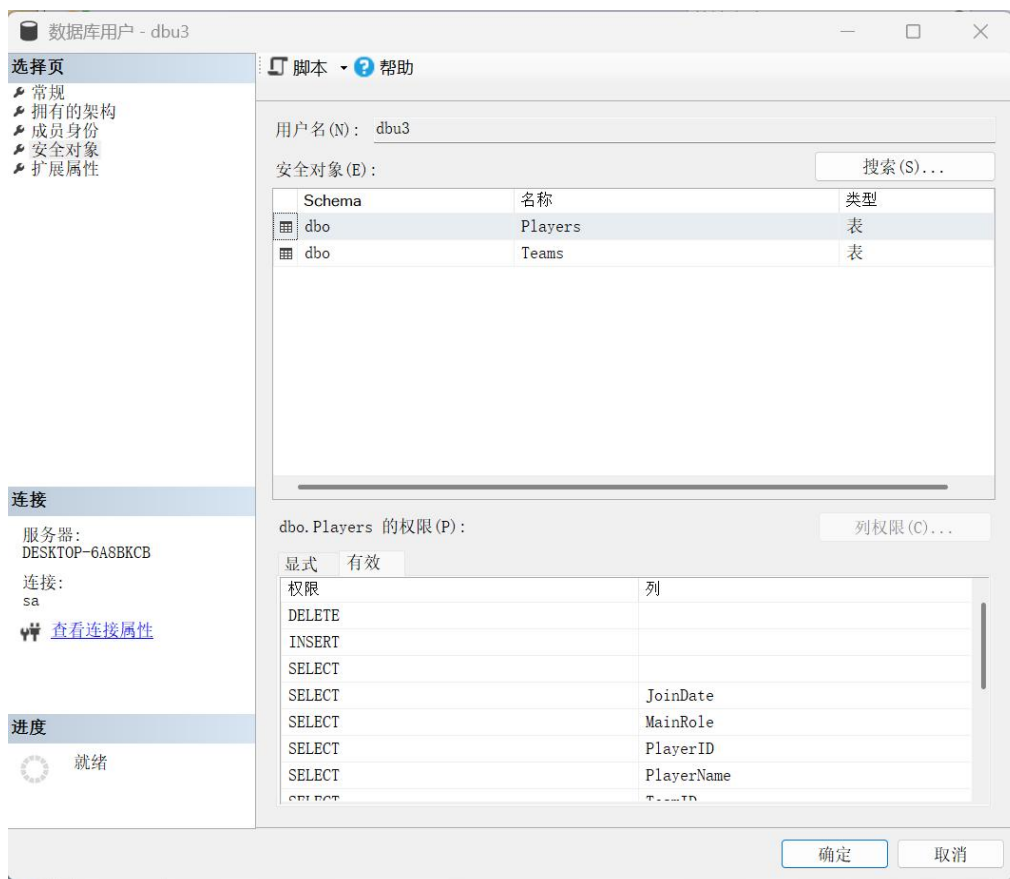 数据库用户 - dbu3
选择页
常规
拥有的架构
成员身份
安全对象
扩展属性
脚本 帮助
用户名(N): dbu3
安全对象(E): 搜索(S)...
Schema 名称 类型
dbo Players 表
dbo Teams 表
连接
服务器:
DESKTOP-6A8BKCB
连接:
sa
查看连接属性
进度
就绪
dbo.Players 的权限(P): 列权限(C)...
显式 有效
权限 列
DELETE
INSERT
SELECT
SELECT JoinDate
SELECT MainRole
SELECT PlayerID
SELECT PlayerName
SELECT TeamID
确定 取消